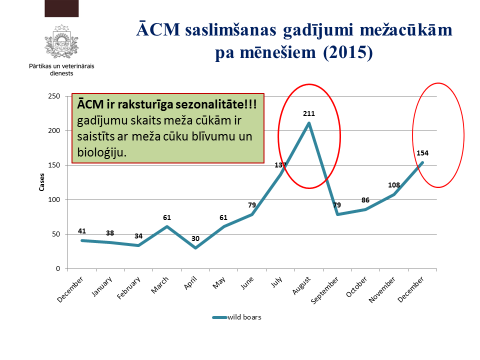 ĀCM saslimšanas gadījumi mežacūkām
pa mēnešiem (2015)
Pārtikas un veterinārais
dienests
ĀCM ir raksturīga sezonalitāte!!!
gadījumu skaits meža cūkām ir
saistīts ar meža cūku blīvumu un
bioloģiju.
250
200
150
100
50
0
Cases
41
38
34
61
30
61
79
211
79
86
108
154
December
January
February
March
April
May
June
July
August
September
October
November
December
wild boars